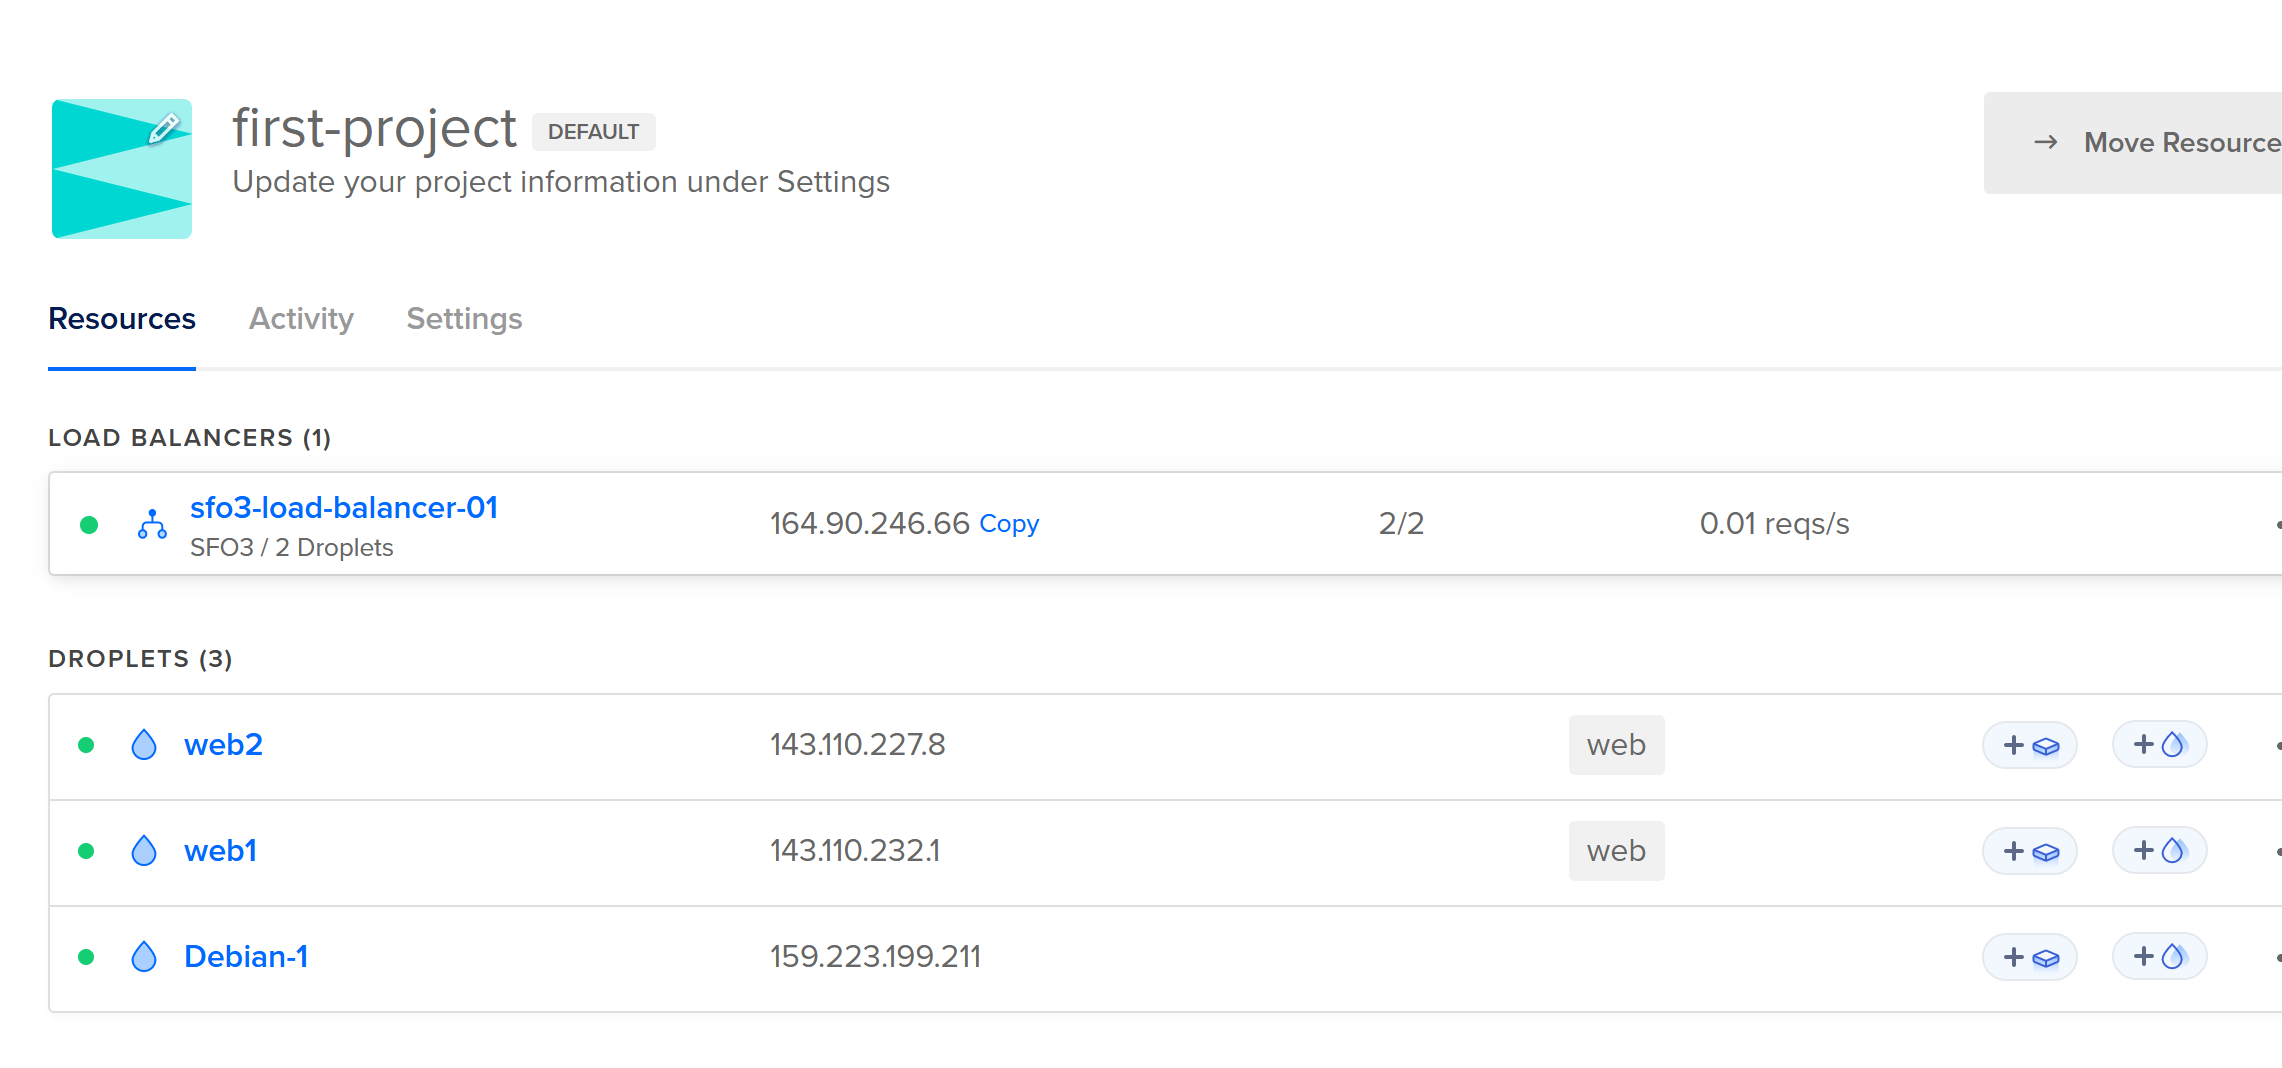 first-project DEFAULT
Update your project information under Settings
→ Move Resource
Resources Activity Settings
LOAD BALANCERS (1)
sfo3-load-balancer-01
SFO3 / 2 Droplets
164.90.246.66 Copy 2/2 0.01 reqs/s
DROPLETS (3)
web2 143.110.227.8 web
web1 143.110.232.1 web
Debian-1 159.223.199.211